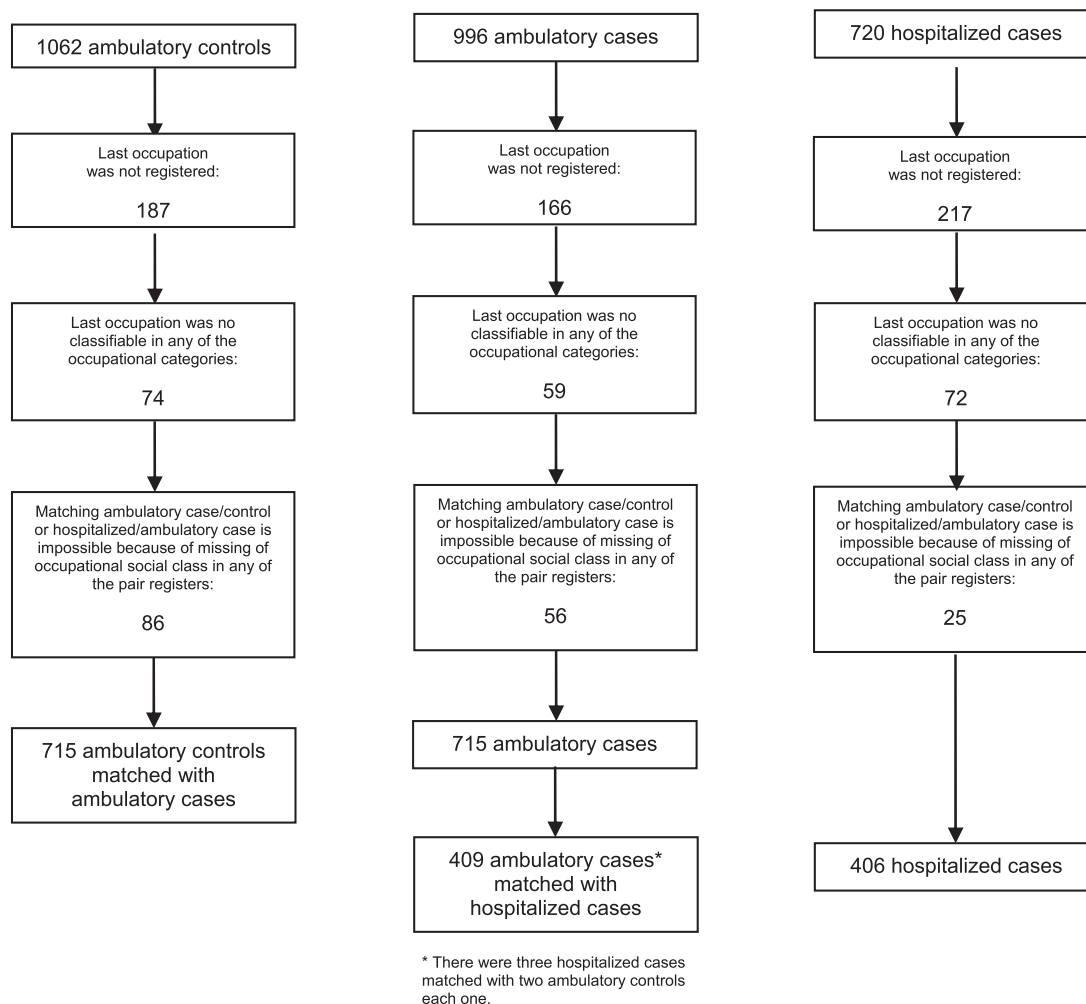 1062 ambulatory controls
Last occupation
was not registered:
187
Last occupation was no
classifiable in any of the
occupational categories:
74
Matching ambulatory case/control
or hospitalized/ambulatory case is
impossible because of missing of
occupational social class in any of
the pair registers:
86
715 ambulatory controls
matched with
ambulatory cases
996 ambulatory cases
Last occupation
was not registered:
166
Last occupation was no
classifiable in any of the
occupational categories:
59
Matching ambulatory case/control
or hospitalized/ambulatory case is
impossible because of missing of
occupational social class in any of
the pair registers:
56
715 ambulatory cases
409 ambulatory cases*
matched with
hospitalized cases
* There were three hospitalized cases
matched with two ambulatory controls
each one.
720 hospitalized cases
Last occupation
was not registered:
217
Last occupation was no
classifiable in any of the
occupational categories:
72
Matching ambulatory case/control
or hospitalized/ambulatory case is
impossible because of missing of
occupational social class in any of
the pair registers:
25
406 hospitalized cases